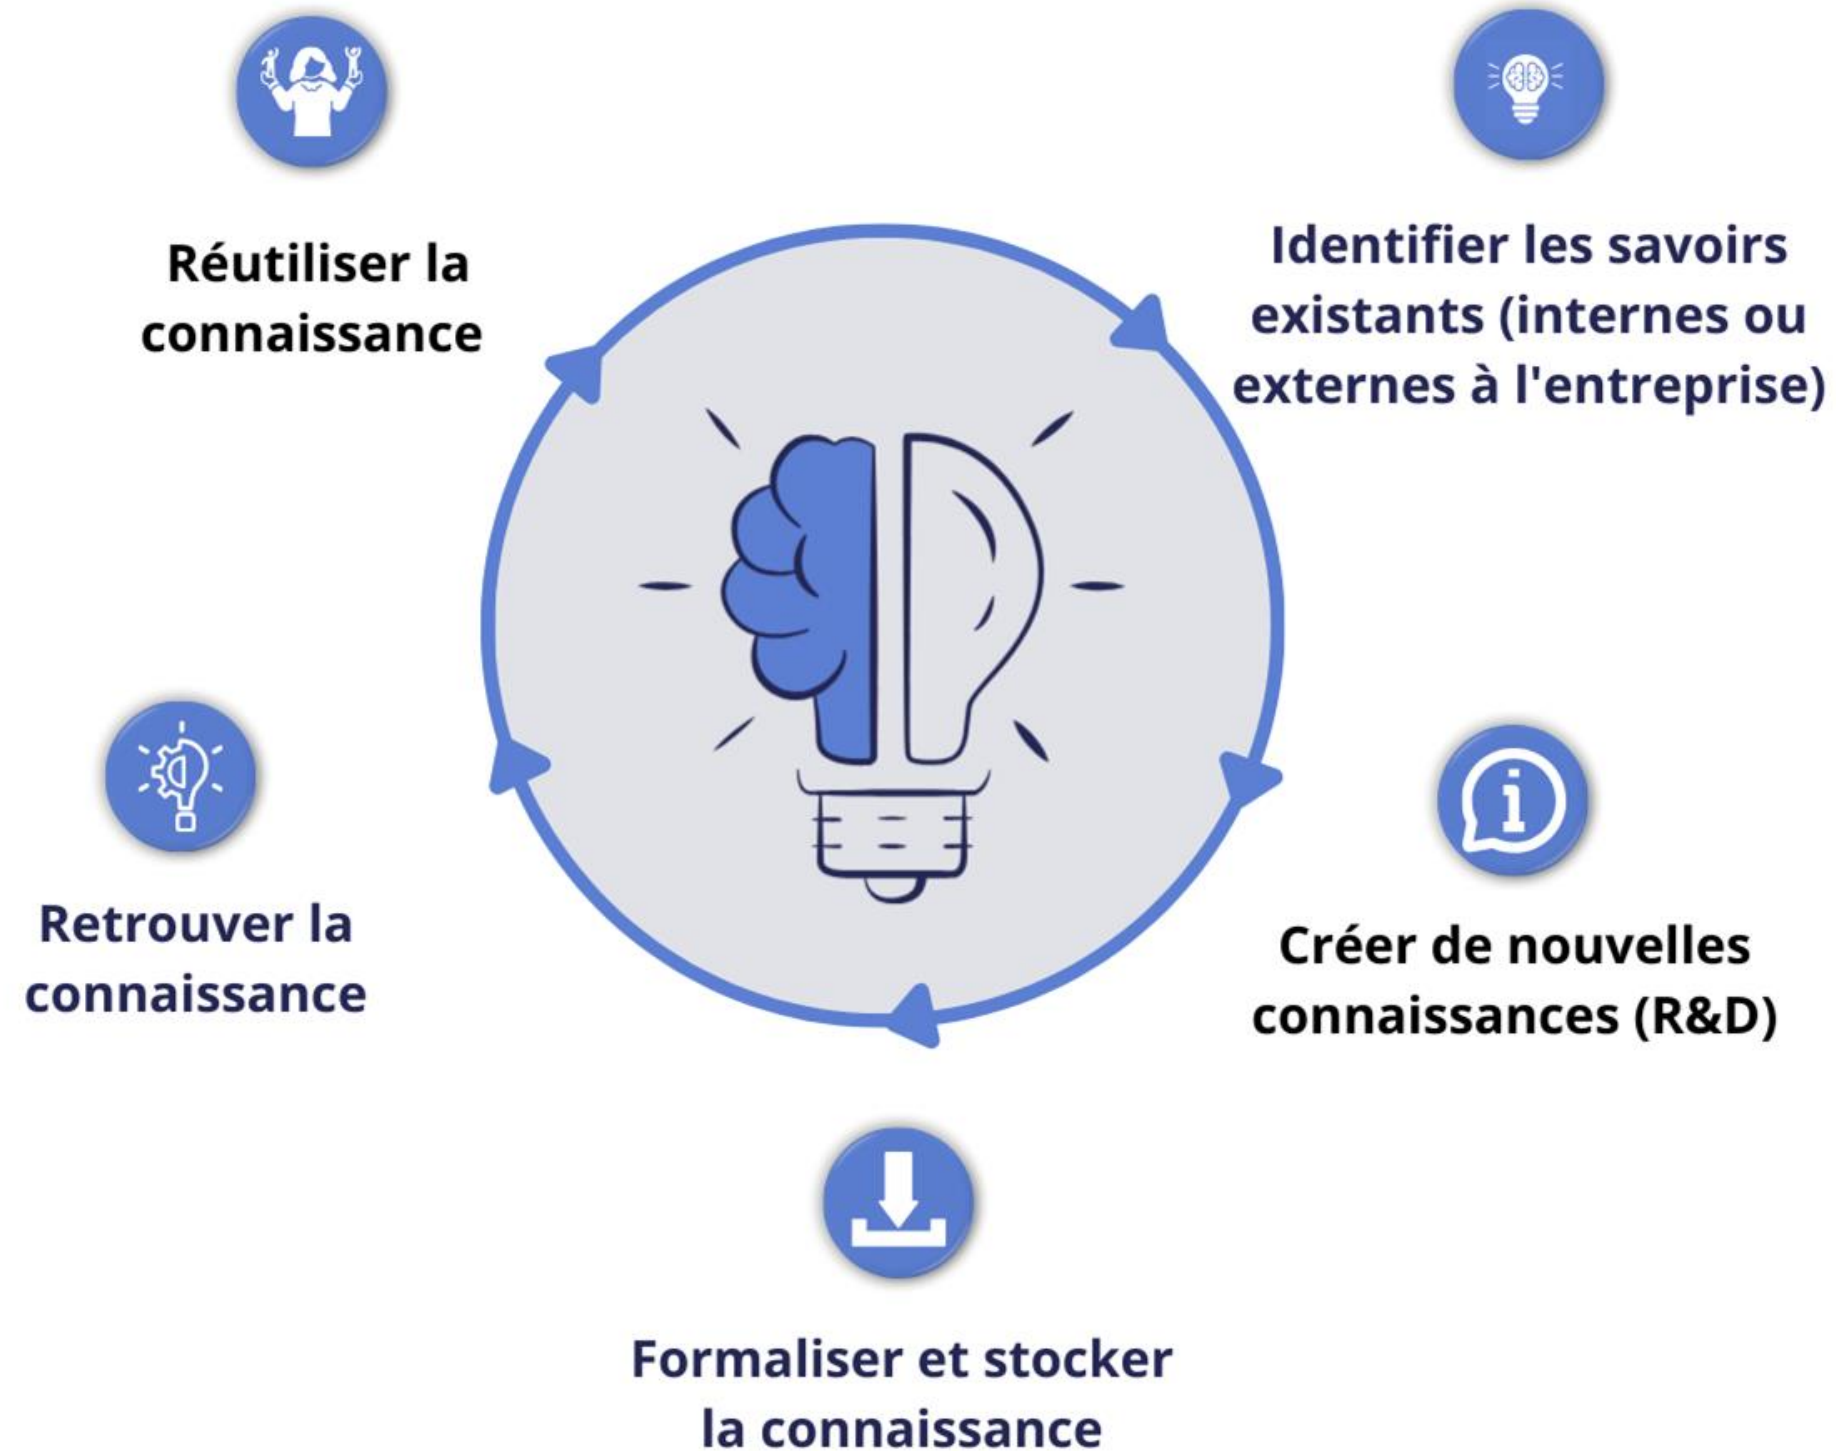 Réutiliser la
connaissance
Identifier les savoirs
existants (internes ou
externes à l'entreprise)
Retrouver la
connaissance
Créer de nouvelles
connaissances (R&D)
Formaliser et stocker
la connaissance